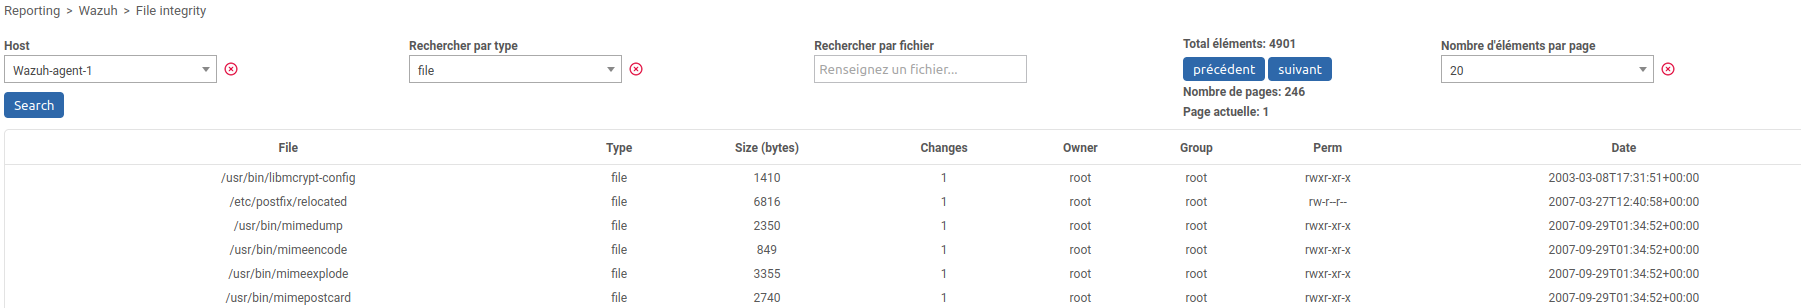 Reporting > Wazuh > File integrity
Host
Wazuh-agent-1
Search
Rechercher par type
file
Rechercher par fichier
Renseignez un fichier...
Total éléments: 4901
précédent suivant
Nombre de pages: 246
Page actuelle: 1
Nombre d'éléments par page
20
File Type Size (bytes) Changes Owner Group Perm Date
/usr/bin/libmcrypt-config file 1410 1 root root rwxr-xr-x 2003-03-08T17:31:51+00:00
/etc/postfix/relocated file 6816 1 root root rw-r--r-- 2007-03-27T12:40:58+00:00
/usr/bin/mimedump file 2350 1 root root rwxr-xr-x 2007-09-29T01:34:52+00:00
/usr/bin/mimeencode file 849 1 root root rwxr-xr-x 2007-09-29T01:34:52+00:00
/usr/bin/mimeexplode file 3355 1 root root rwxr-xr-x 2007-09-29T01:34:52+00:00
/usr/bin/mimepostcard file 2740 1 root root rwxr-xr-x 2007-09-29T01:34:52+00:00